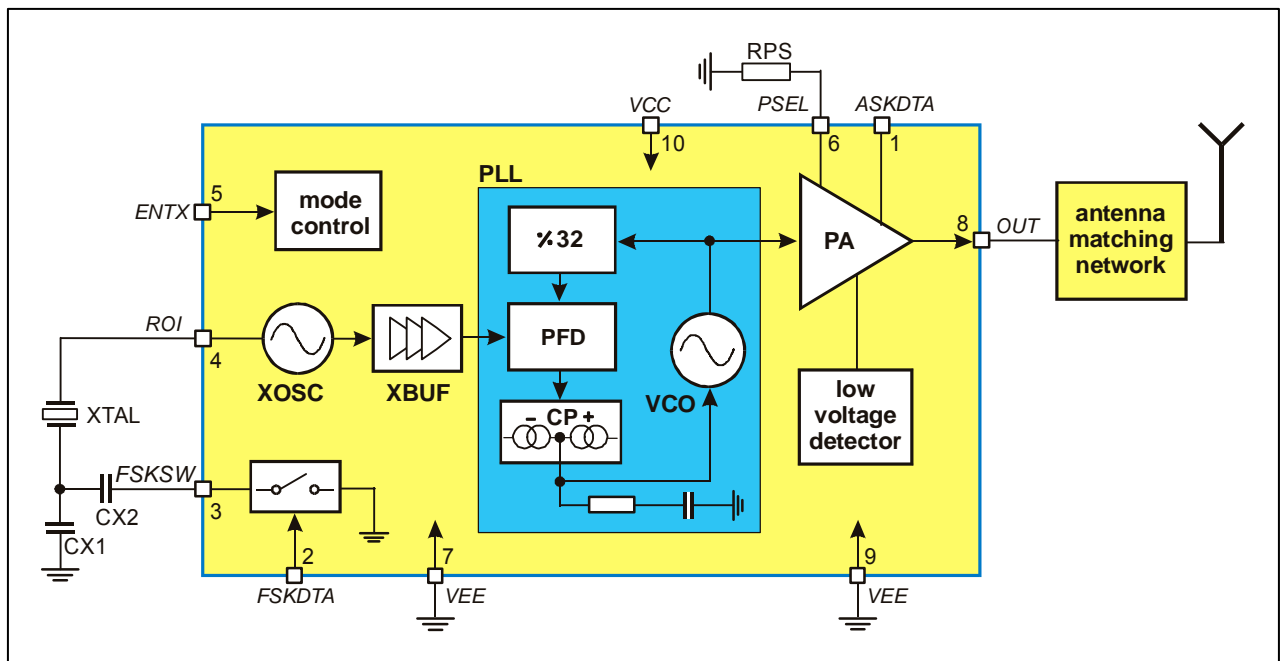 RPS
VCC
PSEL
ASKDTA
10
6
1
PLL
5
ENTX
mode
control
٪32
PA
8
OUT
antenna
matching
network
ROI
4
XOSC
XBUF
PFD
VCO
low
voltage
detector
XTAL
- CP +
FSKSW
3
CX2
CX1
2
FSKDTA
7
VEE
9
VEE